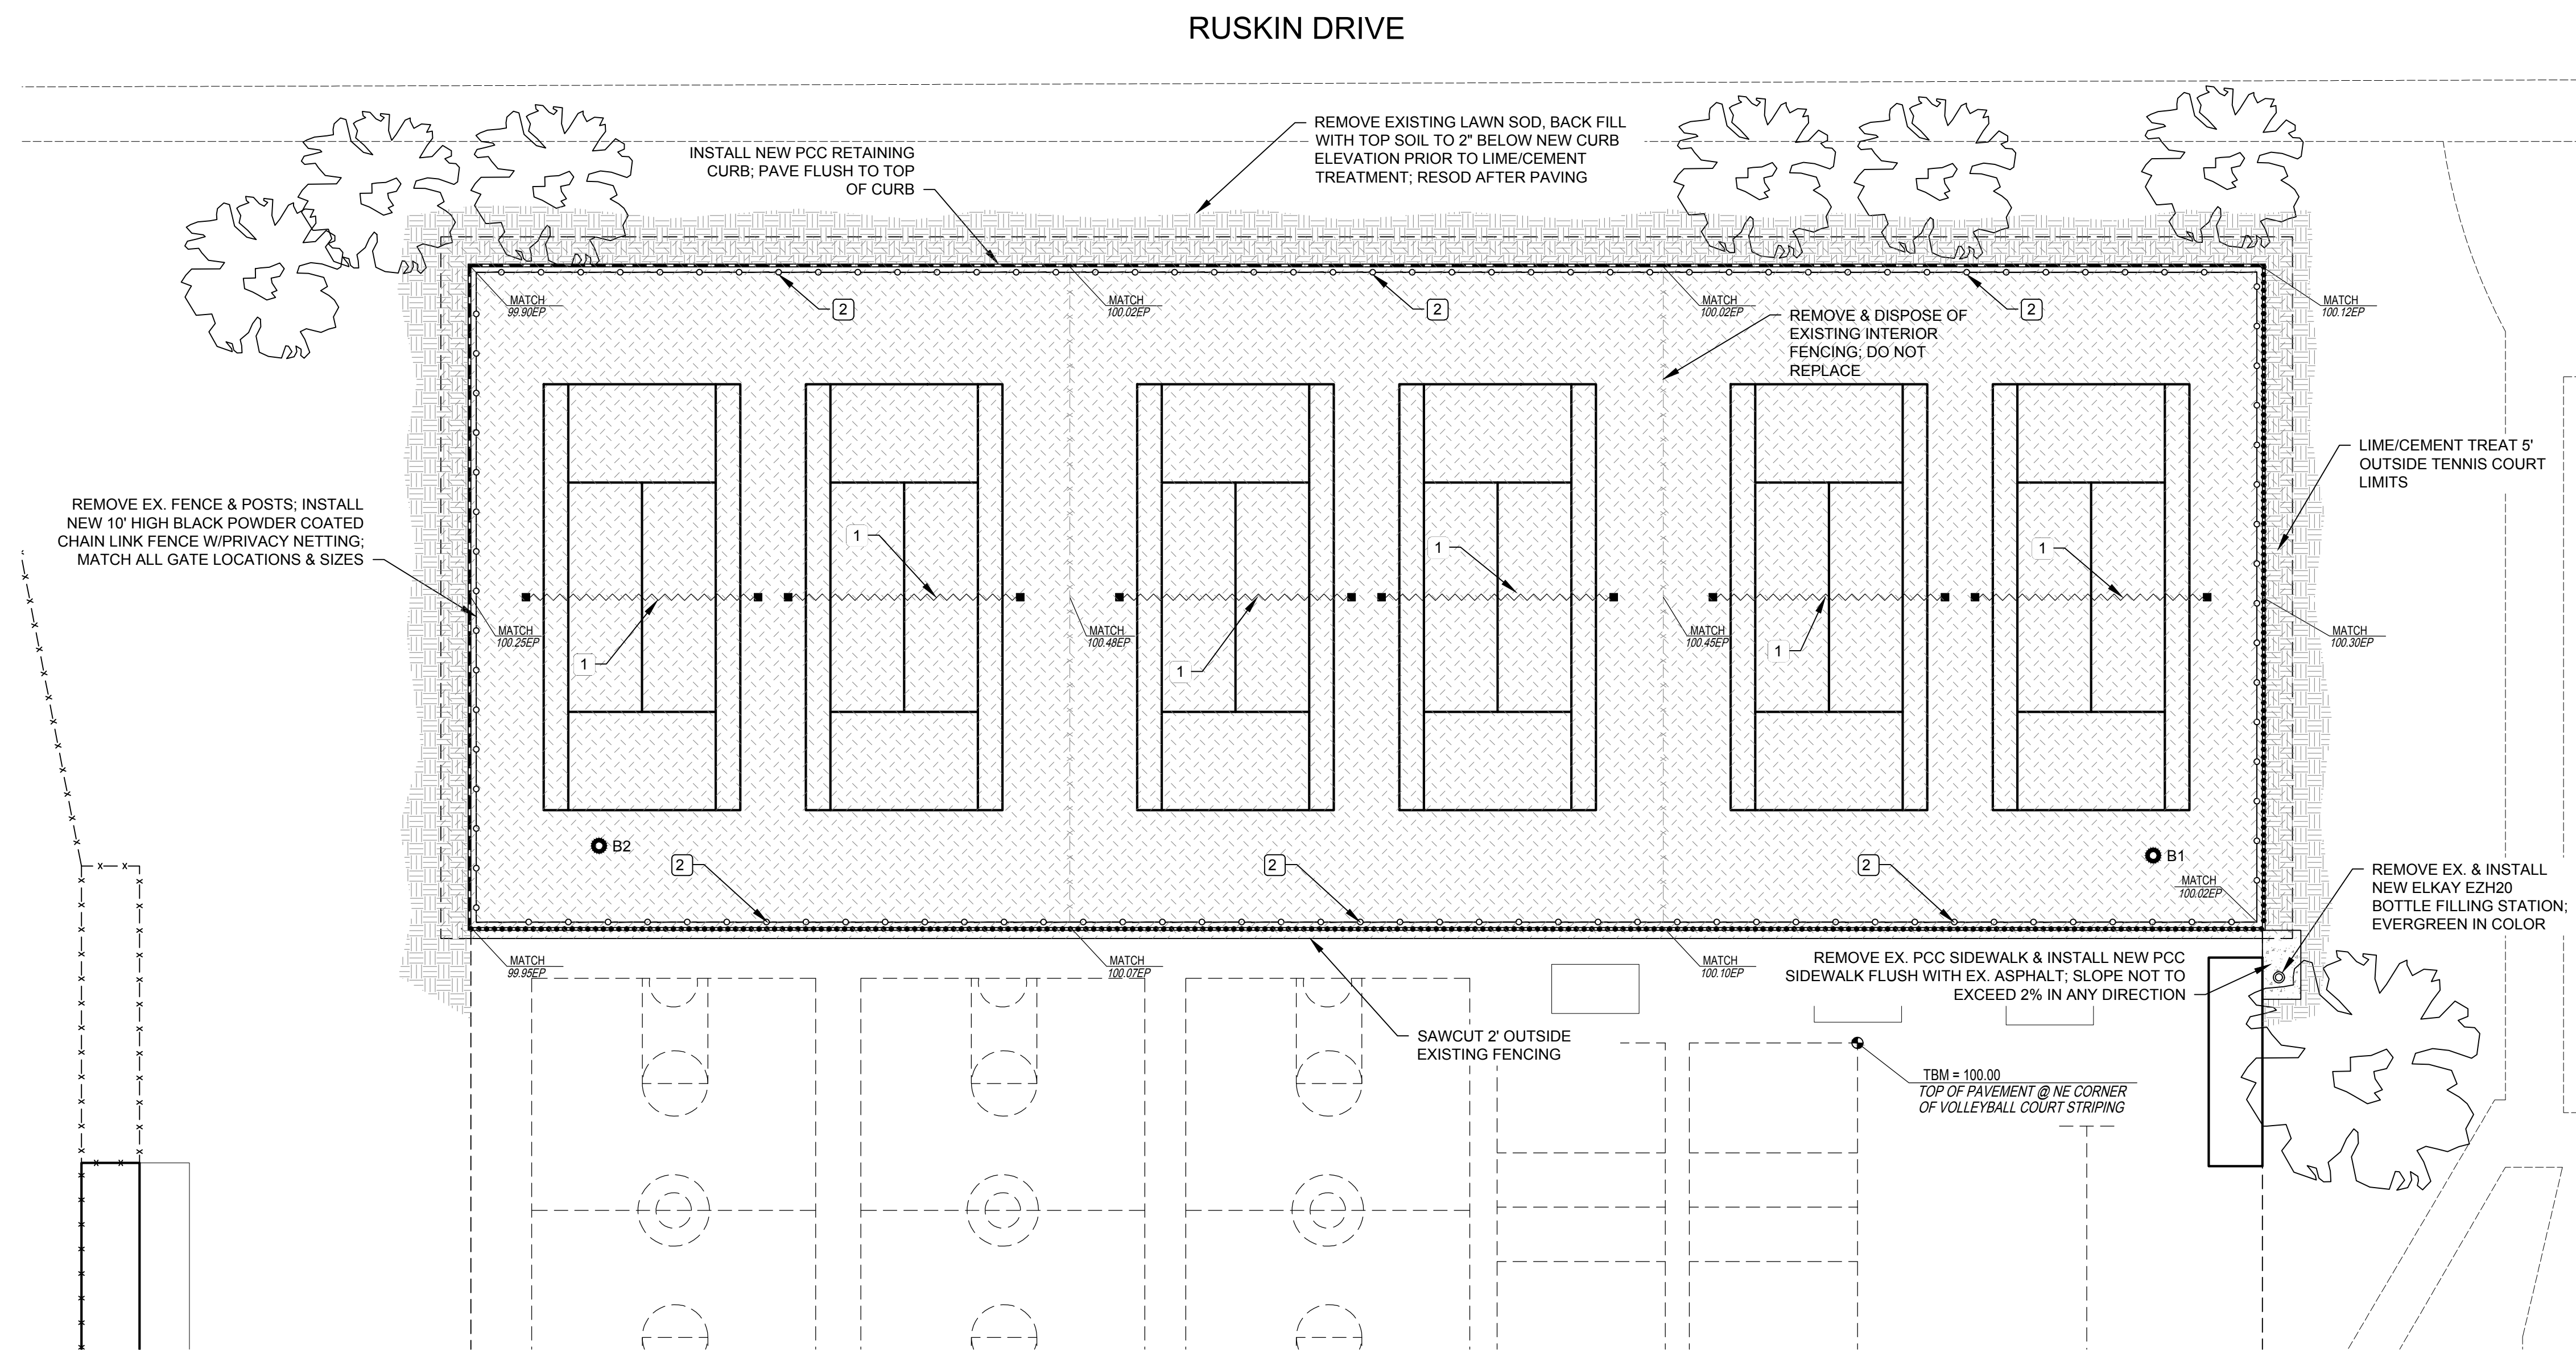 RUSKIN DRIVE
REMOVE EXISTING LAWN SOD, BACK FILL
WITH TOP SOIL TO 2" BELOW NEW CURB
ELEVATION PRIOR TO LIME/CEMENT
TREATMENT; RESOD AFTER PAVING
INSTALL NEW PCC RETAINING
CURB; PAVE FLUSH TO TOP
OF CURB
MATCH
99.90EP
2
MATCH
100.02EP
2
MATCH
100.02EP
2
MATCH
100.12EP
REMOVE & DISPOSE OF
EXISTING INTERIOR
FENCING; DO NOT
REPLACE
LIME/CEMENT TREAT 5'
OUTSIDE TENNIS COURT
LIMITS
REMOVE EX. FENCE & POSTS; INSTALL
NEW 10' HIGH BLACK POWDER COATED
CHAIN LINK FENCE W/PRIVACY NETTING;
MATCH ALL GATE LOCATIONS & SIZES
1
1
1
MATCH
100.25EP
1
MATCH
100.48EP
1
MATCH
100.45EP
1
MATCH
100.30EP
B2
2
2
2
B1
MATCH
100.02EP
REMOVE EX. & INSTALL
NEW ELKAY EZH20
BOTTLE FILLING STATION;
EVERGREEN IN COLOR
MATCH
99.95EP
MATCH
100.07EP
MATCH
100.10EP
REMOVE EX. PCC SIDEWALK & INSTALL NEW PCC
SIDEWALK FLUSH WITH EX. ASPHALT; SLOPE NOT TO
EXCEED 2% IN ANY DIRECTION
SAWCUT 2' OUTSIDE
EXISTING FENCING
TBM = 100.00
TOP OF PAVEMENT @ NE CORNER
OF VOLLEYBALL COURT STRIPING